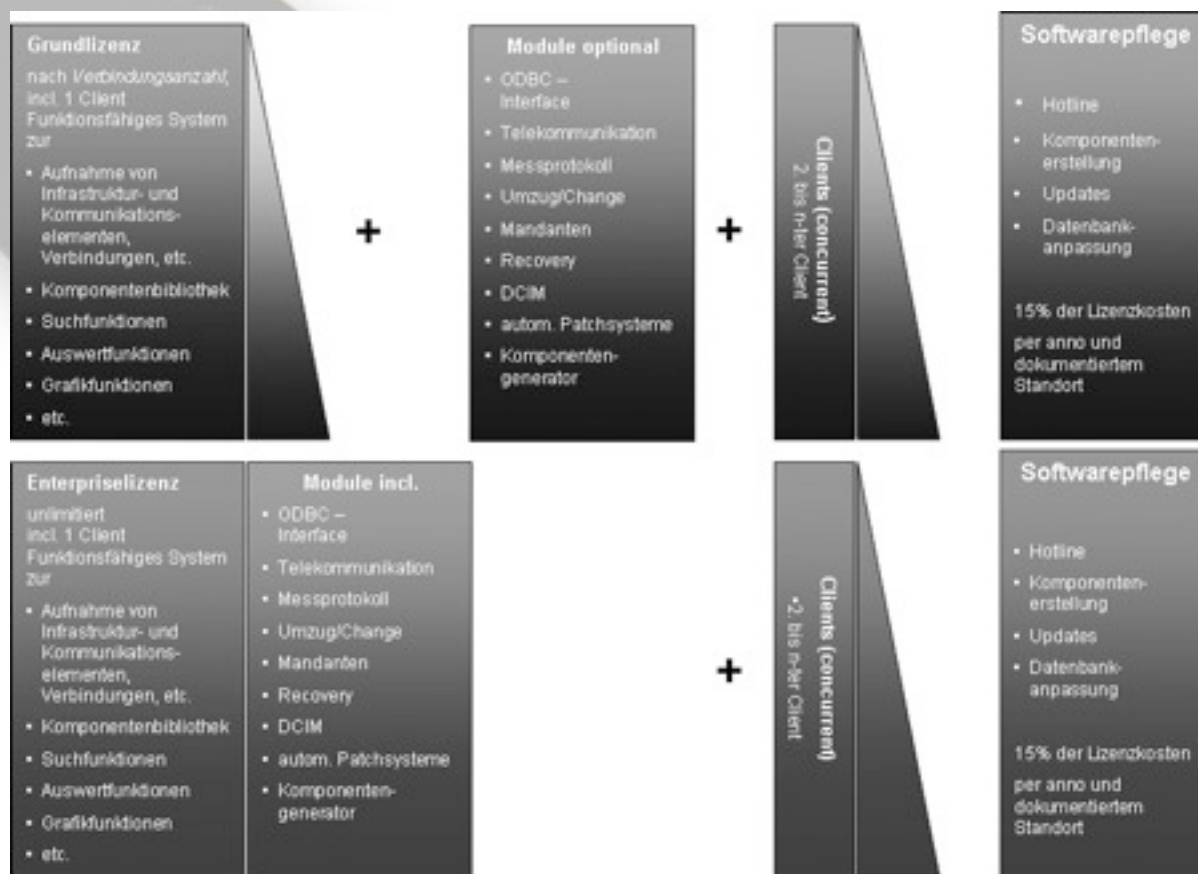 Grundlizenz
nach Verbindungsanzahl,
incl. 1 Client
Funktionsfähiges System
zur
• Aufnahme von
Infrastruktur- und
Kommunikations-
elementen,
Verbindungen, etc.
• Komponentenbibliothek
• Suchfunktionen
• Auswertfunktionen
• Grafikfunktionen
• etc.
+
Module optional
• ODBC –
Interface
• Telekommunikation
• Messprotokoll
• Umzug/Change
• Mandanten
• Recovery
• DCIM
• autom. Patchsysteme
• Komponenten-
generator
+
Clients (concurrent)
2. bis n-ter Client
Softwarepflege
• Hotline
• Komponenten-
erstellung
• Updates
• Datenbank-
anpassung
15% der Lizenzkosten
per anno und
dokumentiertem
Standort
Enterpriselizenz
unlimitiert
incl. 1 Client
Funktionsfähiges System
zur
• Aufnahme von
Infrastruktur- und
Kommunikations-
elementen,
Verbindungen, etc.
• Komponentenbibliothek
• Suchfunktionen
• Auswertfunktionen
• Grafikfunktionen
• etc.
Module incl.
• ODBC –
Interface
• Telekommunikation
• Messprotokoll
• Umzug/Change
• Mandanten
• Recovery
• DCIM
• autom. Patchsysteme
• Komponenten-
generator
+
Clients (concurrent)
•2. bis n-ter Client
Softwarepflege
• Hotline
• Komponenten-
erstellung
• Updates
• Datenbank-
anpassung
15% der Lizenzkosten
per anno und
dokumentiertem
Standort